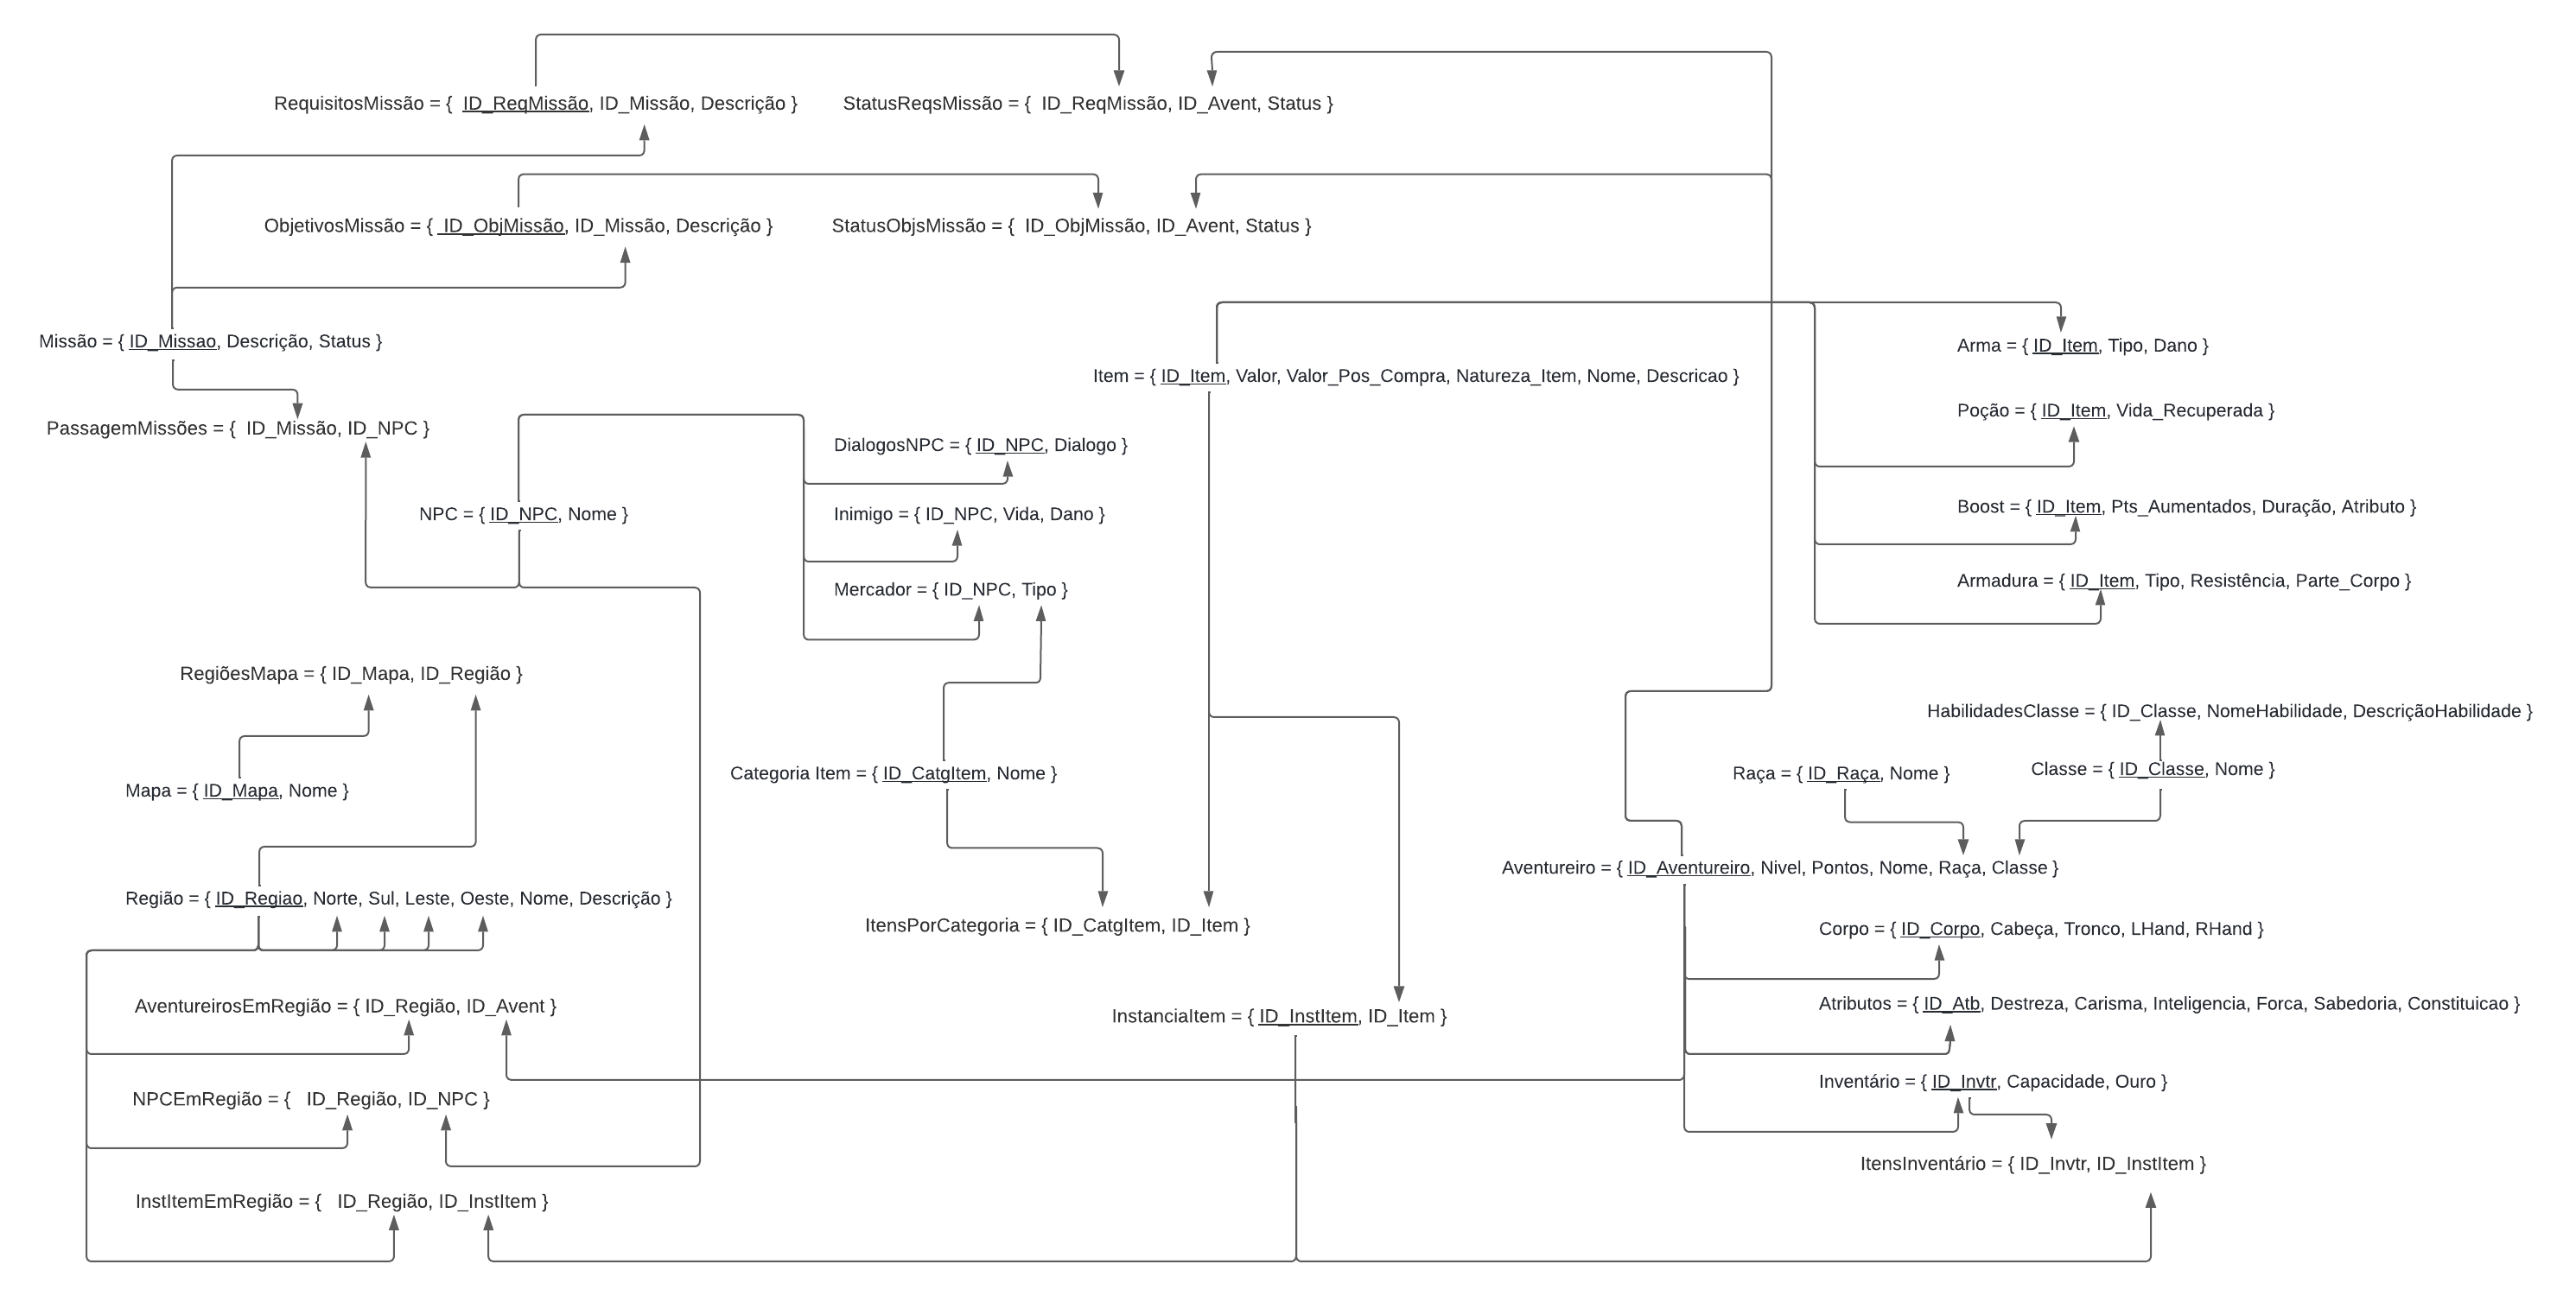 RequisitosMissão = {  ID_ReqMissão, ID_Missão, Descrição }
StatusReqsMissão = {  ID_ReqMissão, ID_Avent, Status }
ObjetivosMissão = {  ID_ObjMissão, ID_Missão, Descrição }
StatusObjsMissão = {  ID_ObjMissão, ID_Avent, Status }
Missão = { ID_Missao, Descrição, Status }
Arma = { ID_Item, Tipo, Dano }
Item = { ID_Item, Valor, Valor_Pos_Compra, Natureza_Item, Nome, Descricao }
Poção = { ID_Item, Vida_Recuperada }
PassagemMissões = {  ID_Missão, ID_NPC }
DialogosNPC = { ID_NPC, Dialogo }
Boost = { ID_Item, Pts_Aumentados, Duração, Atributo }
NPC = { ID_NPC, Nome }
Inimigo = { ID_NPC, Vida, Dano }
Armadura = { ID_Item, Tipo, Resistência, Parte_Corpo }
Mercador = { ID_NPC, Tipo }
RegiõesMapa = { ID_Mapa, ID_Região }
HabilidadesClasse = { ID_Classe, NomeHabilidade, DescriçãoHabilidade }
Categoria Item = { ID_CatgItem, Nome }
Raça = { ID_Raça, Nome }
Classe = { ID_Classe, Nome }
Mapa = { ID_Mapa, Nome }
Aventureiro = { ID_Aventureiro, Nivel, Pontos, Nome, Raça, Classe }
Região = { ID_Regiao, Norte, Sul, Leste, Oeste, Nome, Descrição }
ItensPorCategoria = { ID_CatgItem, ID_Item }
Corpo = { ID_Corpo, Cabeça, Tronco, LHand, RHand }
AventureirosEmRegião = { ID_Região, ID_Avent }
InstanciaItem = { ID_InstItem, ID_Item }
Atributos = { ID_Atb, Destreza, Carisma, Inteligencia, Forca, Sabedoria, Constituicao }
NPCEmRegião = {   ID_Região, ID_NPC }
Inventário = { ID_Invtr, Capacidade, Ouro }
ItensInventário = { ID_Invtr, ID_InstItem }
InstItemEmRegião = {   ID_Região, ID_InstItem }